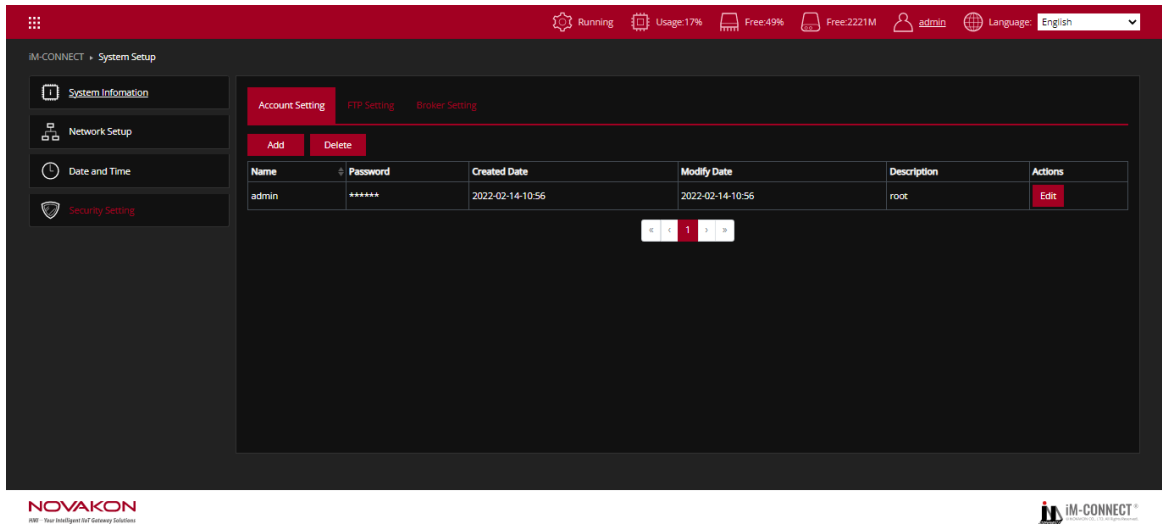 Running Usage:17% Free:49% Free:2221M admin Language: English
iM-CONNECT ▸ System Setup
System Infomation
Network Setup
Date and Time
Security Setting
Account Setting FTP Setting Broker Setting
Add Delete
Name Password Created Date Modify Date Description Actions
admin ****** 2022-02-14-10:56 2022-02-14-10:56 root Edit
« ‹ 1 › »
NOVAKON
HMI - Your Intelligent IIoT Gateway Solutions
iM-CONNECT®